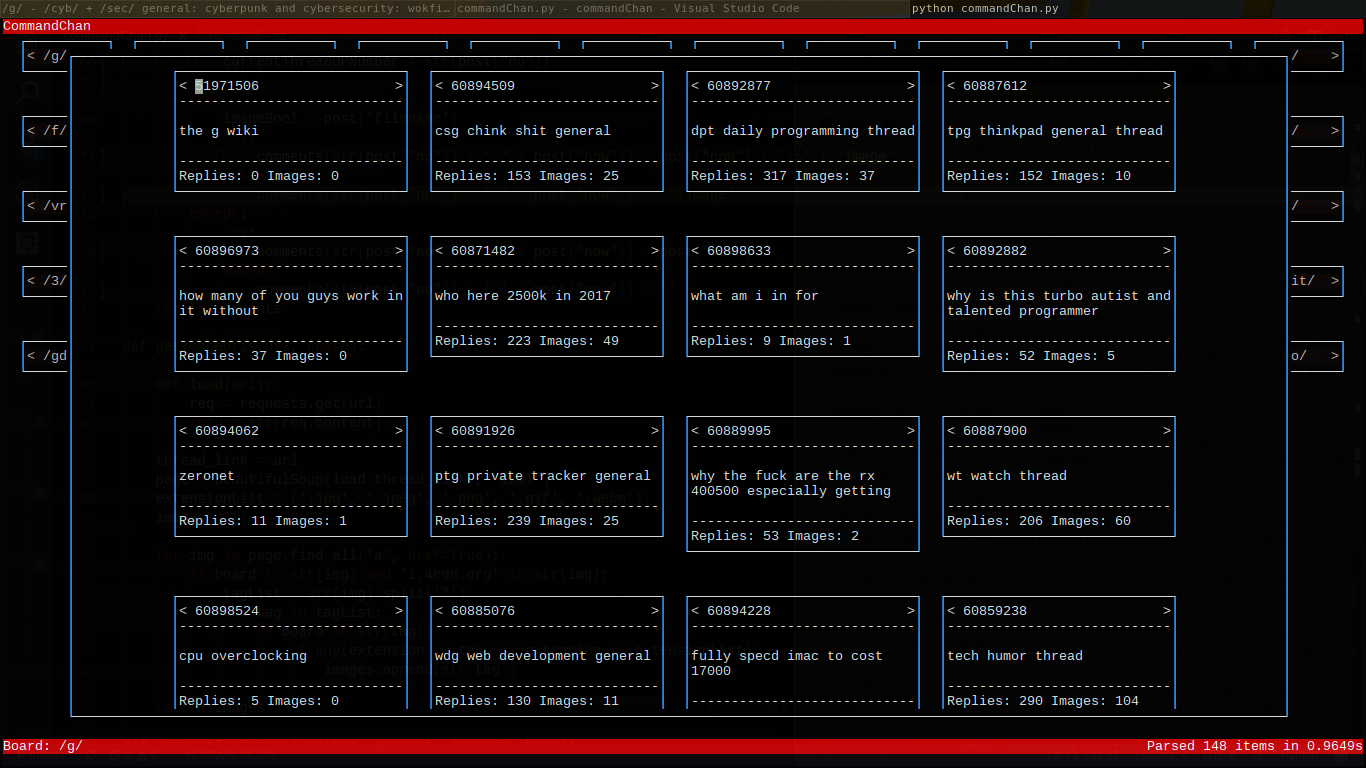 /g/ - /cyb/ + /sec/ general: cyberpunk and cybersecurity: wokfi…
commandChan.py - commandChan - Visual Studio Code
python commandChan.py
CommandChan
< /g/
/ >
< /f/
/ >
< /vr
/ >
< /3/
it/ >
< /gd
o/ >
< 51971506 >
the g wiki
Replies: 0 Images: 0
< 60894509 >
csg chink shit general
Replies: 153 Images: 25
< 60892877 >
dpt daily programming thread
Replies: 317 Images: 37
< 60887612 >
tpg thinkpad general thread
Replies: 152 Images: 10
< 60896973 >
how many of you guys work in
it without
Replies: 37 Images: 0
< 60871482 >
who here 2500k in 2017
Replies: 223 Images: 49
< 60898633 >
what am i in for
Replies: 9 Images: 1
< 60892882 >
why is this turbo autist and
talented programmer
Replies: 52 Images: 5
< 60894062 >
zeronet
Replies: 11 Images: 1
< 60891926 >
ptg private tracker general
Replies: 239 Images: 25
< 60889995 >
why the fuck are the rx
400500 especially getting
Replies: 53 Images: 2
< 60887900 >
wt watch thread
Replies: 206 Images: 60
< 60898524 >
cpu overclocking
Replies: 5 Images: 0
< 60885076 >
wdg web development general
Replies: 130 Images: 11
< 60894228 >
fully specd imac to cost
17000
< 60859238 >
tech humor thread
Replies: 290 Images: 104
Board: /g/
Parsed 148 items in 0.9649s